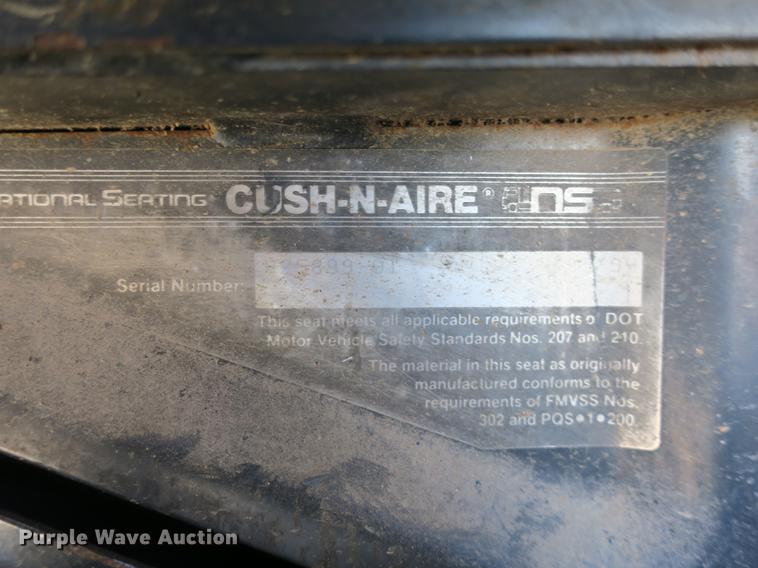 ATIONAL SEATING CUSH-N-AIRE® NS
Serial Number:
This seat meets all applicable requirements of DOT
Motor Vehicle Safety Standards Nos. 207 and 210.
The material in this seat as originally
manufactured conforms to the
requirements of FMVSS Nos.
302 and PQS•1•200.
Purple Wave Auction